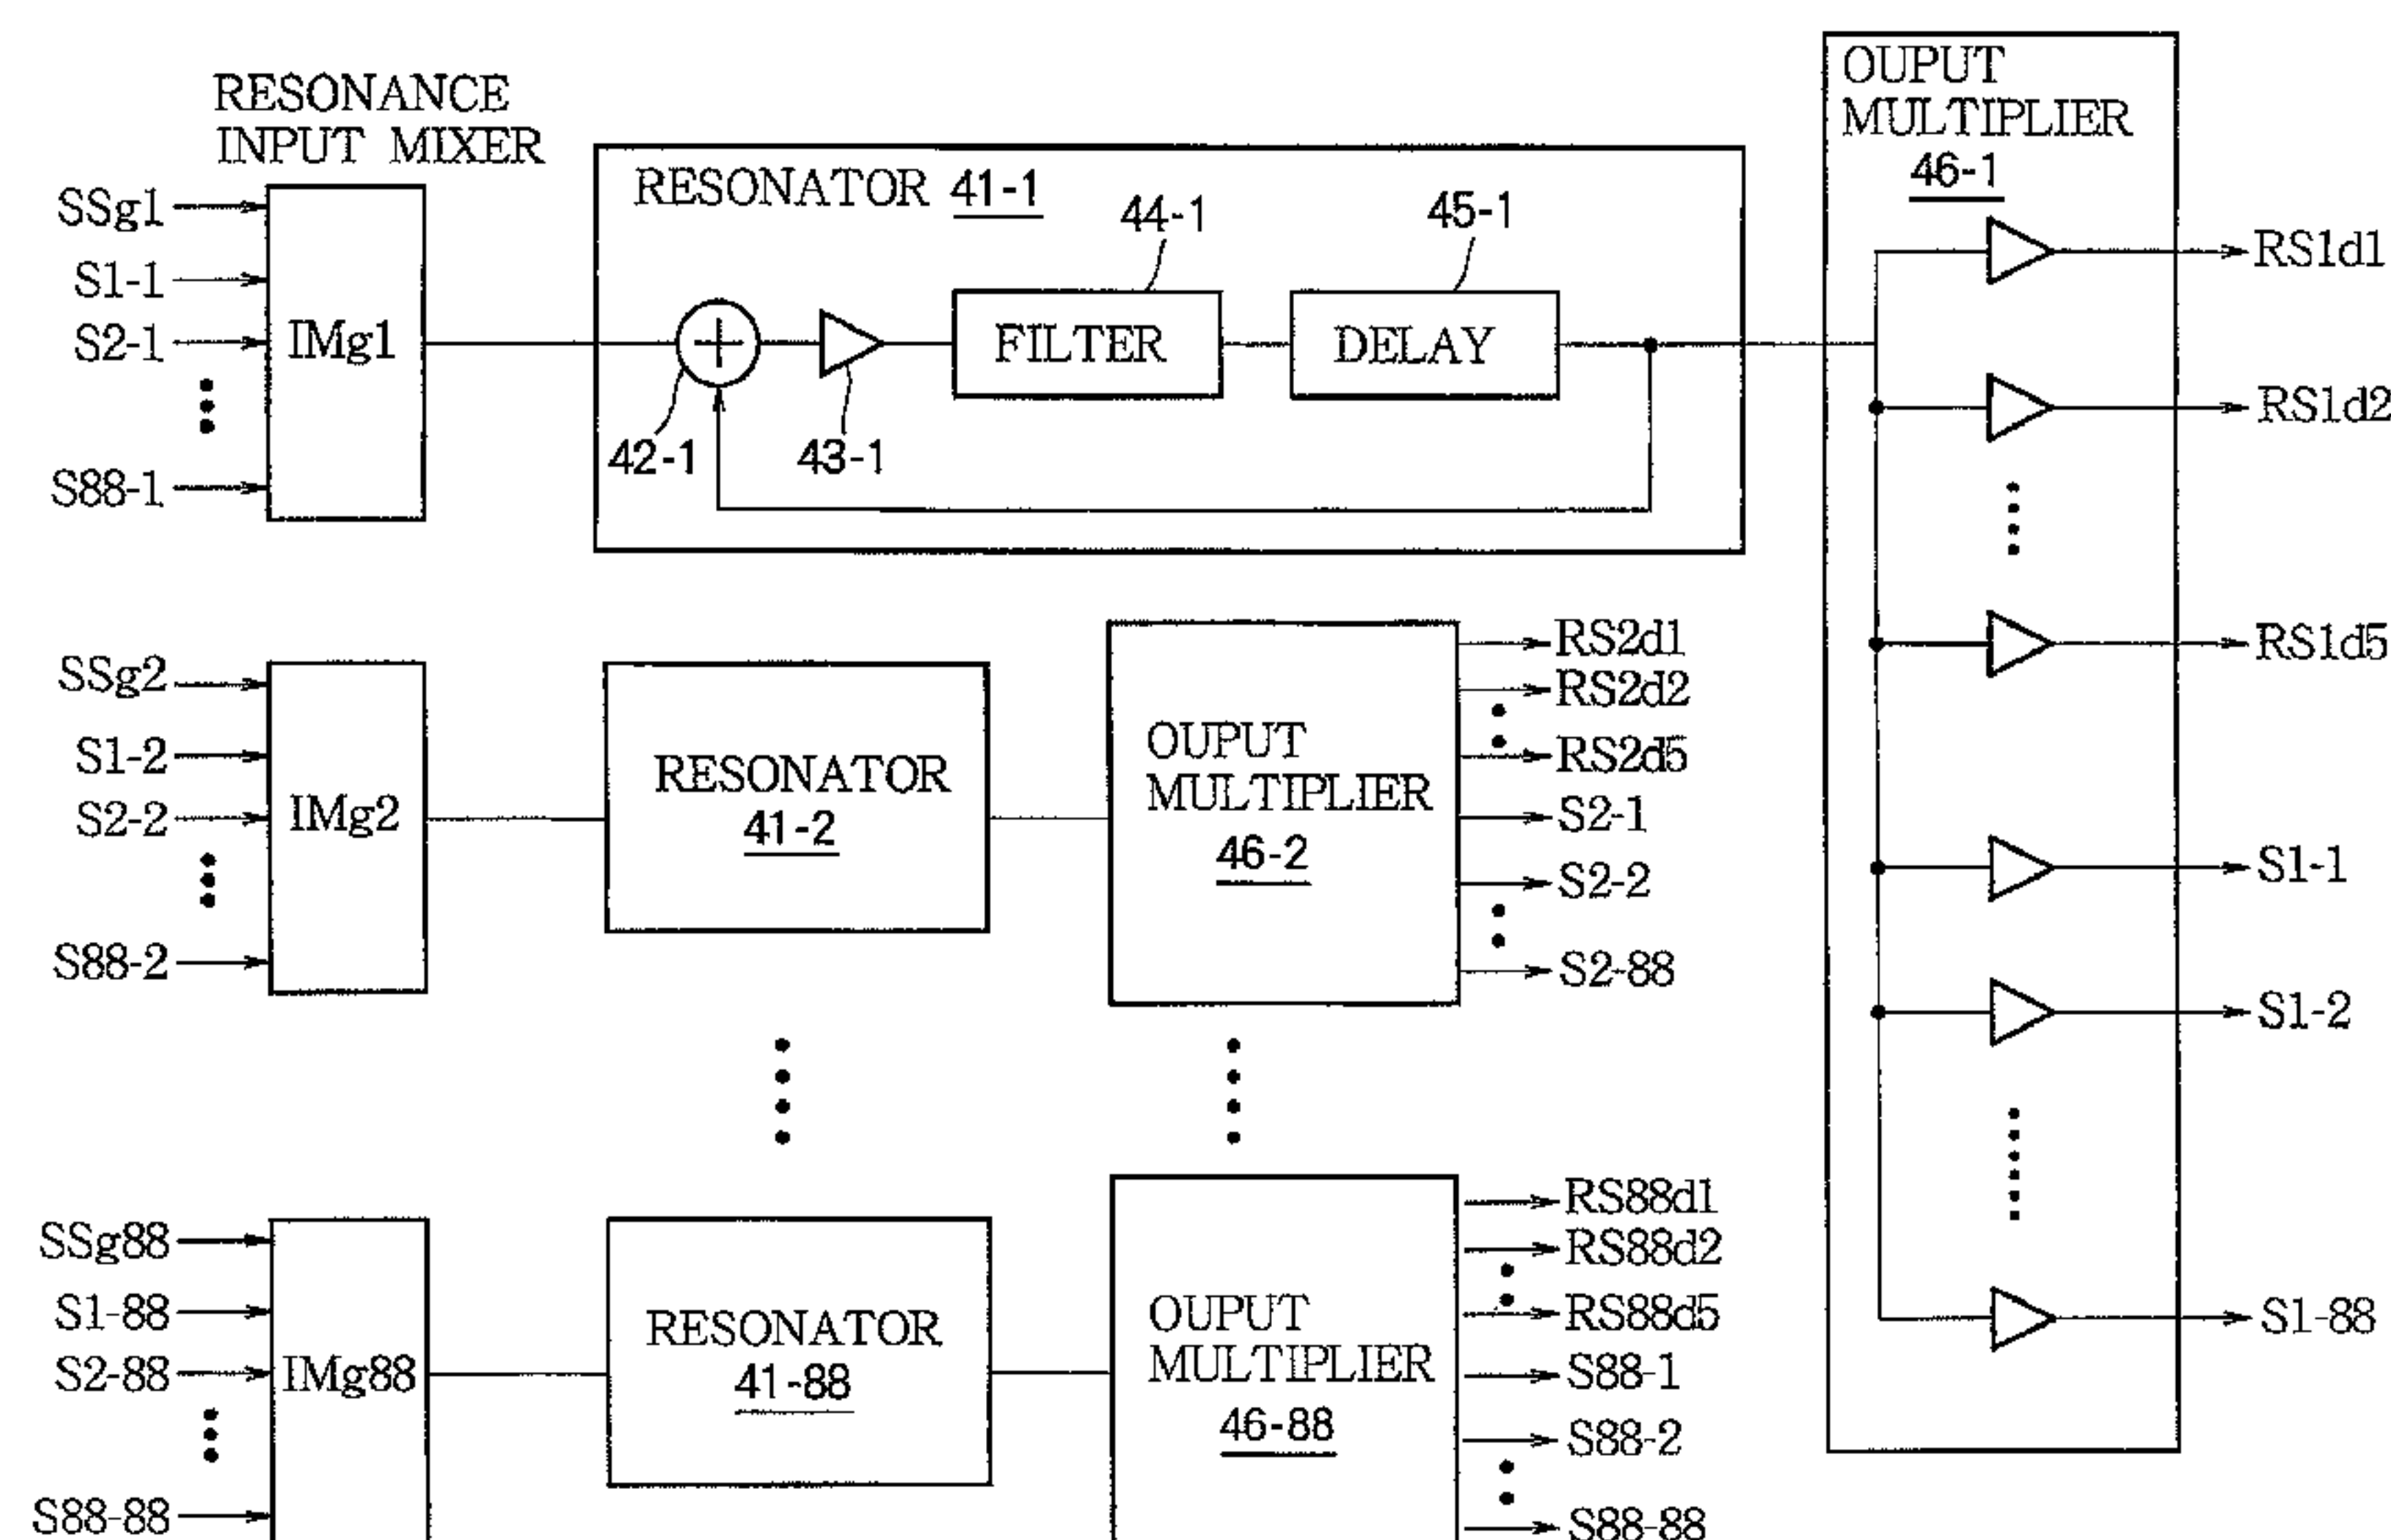 RESONANCE
INPUT MIXER
SSg1
S1-1
S2-1
S88-1
IMg1
RESONATOR 41-1
44-1
45-1
FILTER
DELAY
42-1
43-1
OUPUT
MULTIPLIER
46-1
RS1d1
RS1d2
RS1d5
S1-1
S1-2
S1-88
SSg2
S1-2
S2-2
S88-2
IMg2
RESONATOR
41-2
OUPUT
MULTIPLIER
46-2
RS2d1
RS2d2
RS2d5
S2-1
S2-2
S2-88
SSg88
S1-88
S2-88
S88-88
IMg88
RESONATOR
41-88
OUPUT
MULTIPLIER
46-88
RS88d1
RS88d2
RS88d5
S88-1
S88-2
S88-88